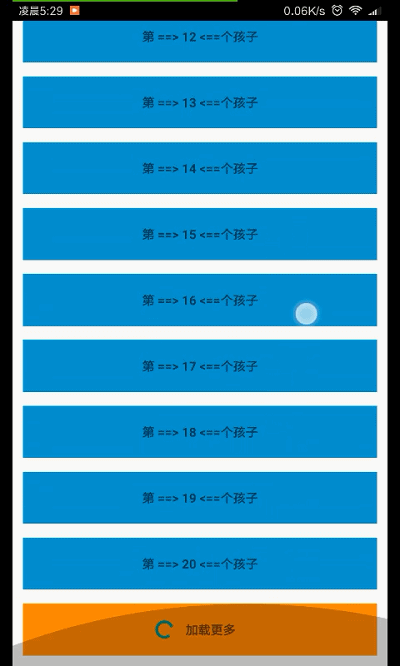 凌晨5:29 0.06K/s
第 ==> 12 <==个孩子
第 ==> 13 <==个孩子
第 ==> 14 <==个孩子
第 ==> 15 <==个孩子
第 ==> 16 <==个孩子
第 ==> 17 <==个孩子
第 ==> 18 <==个孩子
第 ==> 19 <==个孩子
第 ==> 20 <==个孩子
加载更多